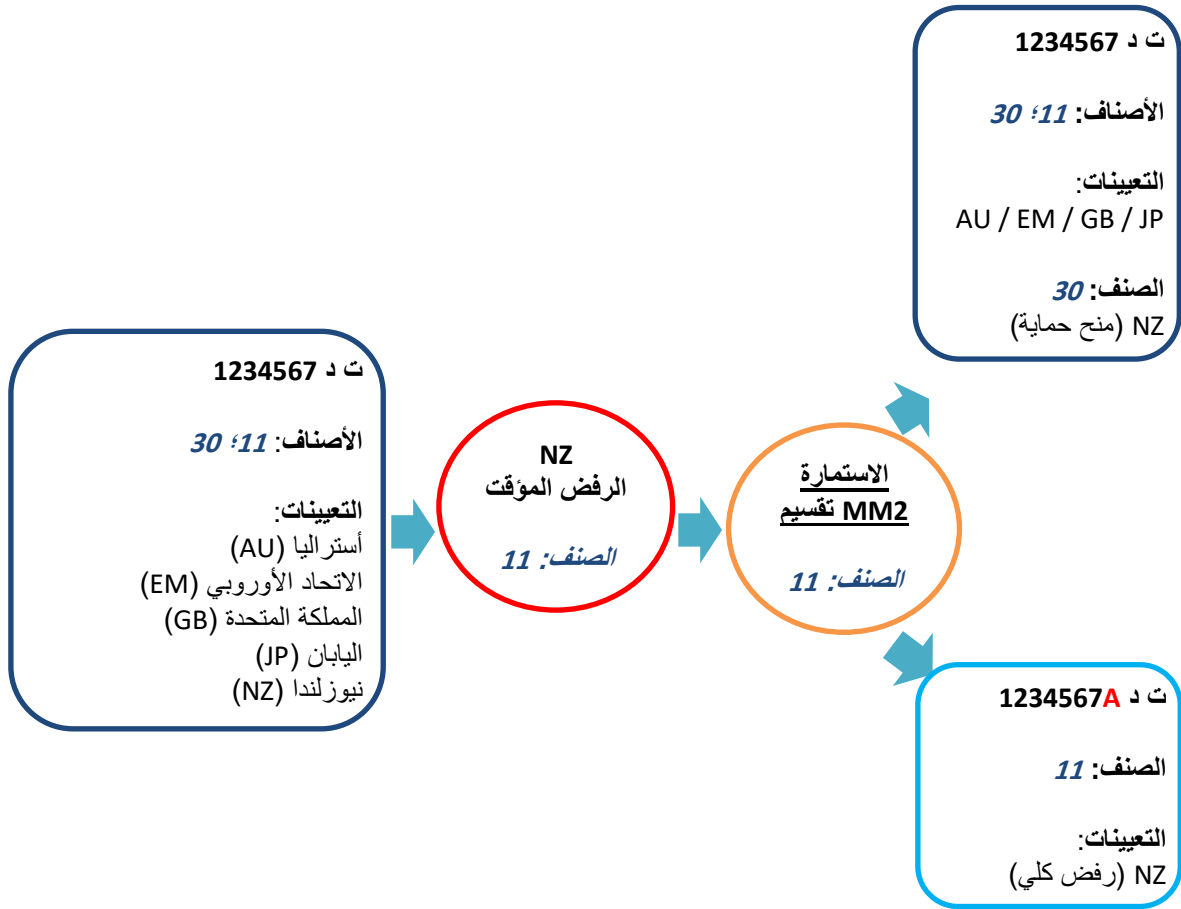 ت د 1234567
الأصناف: 11؛ 30
التعيينات:
أستراليا (AU)
الاتحاد الأوروبي (EM)
المملكة المتحدة (GB)
اليابان (JP)
نيوزلندا (NZ)
NZ
الرفض المؤقت
الصنف: 11
الاستمارة
MM2 تقسيم
الصنف: 11
ت د 1234567
الأصناف: 11؛ 30
التعيينات:
AU / EM / GB / JP
الصنف: 30
NZ (منح حماية)
ت د 1234567A
الصنف: 11
التعيينات:
NZ (رفض كلي)